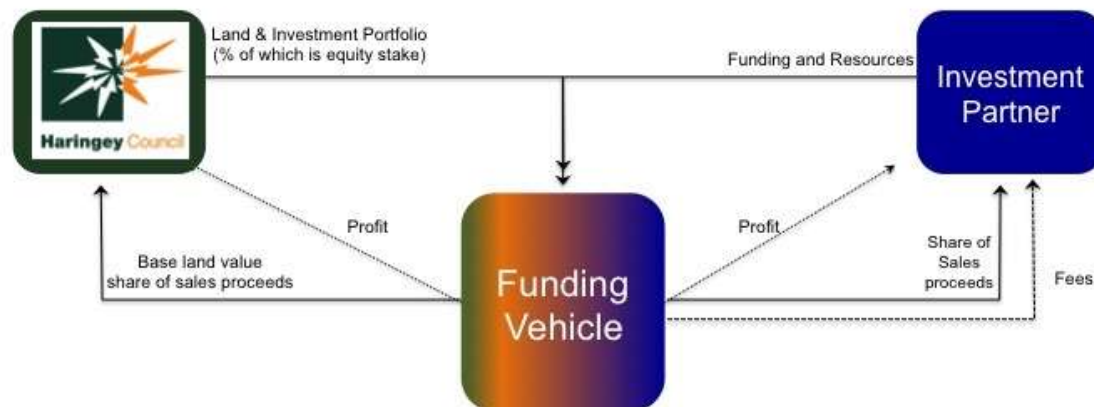 Land & Investment Portfolio
(% of which is equity stake)
Funding and Resources
Haringey Council
Investment
Partner
Profit
Profit
Base land value
share of sales proceeds
Share of
Sales
proceeds
Fees
Funding
Vehicle